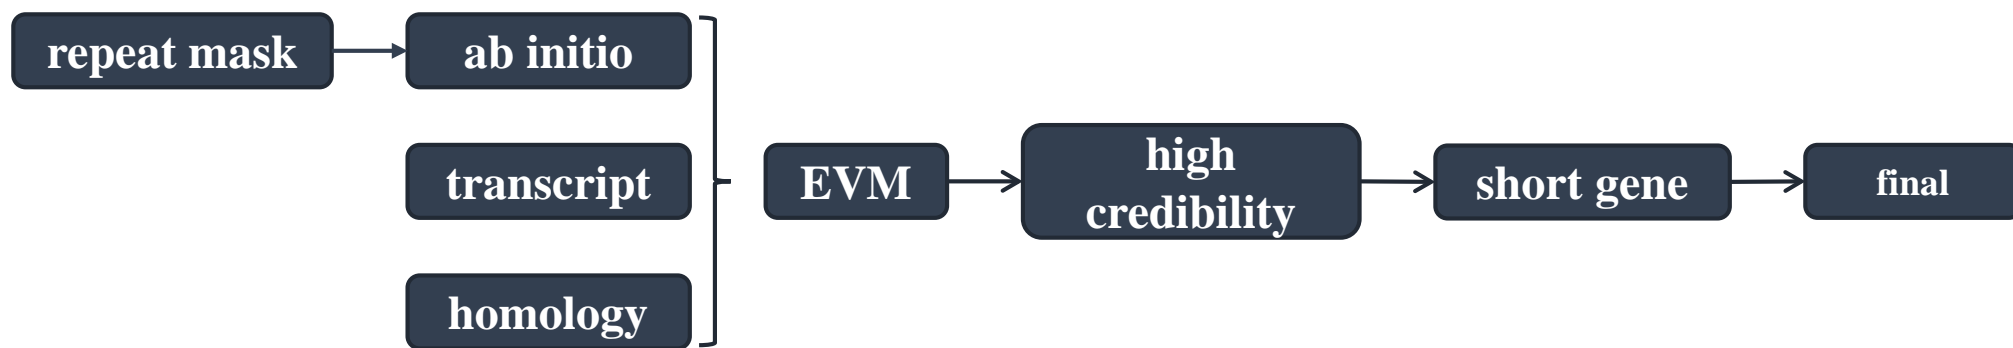 repeat mask
ab initio
transcript
homology
EVM
high
credibility
short gene
final